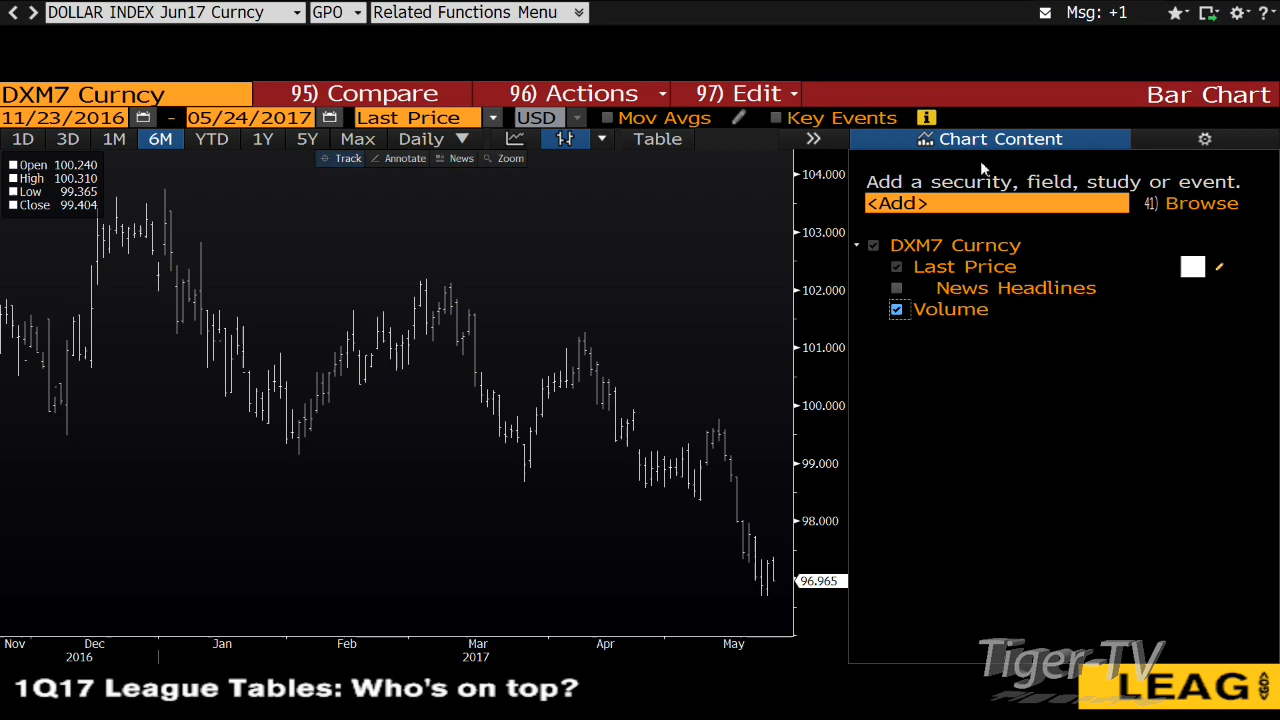 DOLLAR INDEX Jun17 Curncy GPO Related Functions Menu Msg: +1
DXM7 Curncy 95) Compare 96) Actions 97) Edit Bar Chart
11/23/2016 - 05/24/2017 Last Price USD Mov Avgs Key Events
1D 3D 1M 6M YTD 1Y 5Y Max Daily Table Chart Content
Track Annotate News Zoom
Open 100.240
High 100.310
Low 99.365
Close 99.404
Add a security, field, study or event.
<Add> 41) Browse
DXM7 Curncy
Last Price
News Headlines
Volume
104.000
103.000
102.000
101.000
100.000
99.000
98.000
96.965
Nov Dec Jan Feb Mar Apr May
2016 2017
Tiger-TV
1Q17 League Tables: Who's on top?
LEAG <GO>